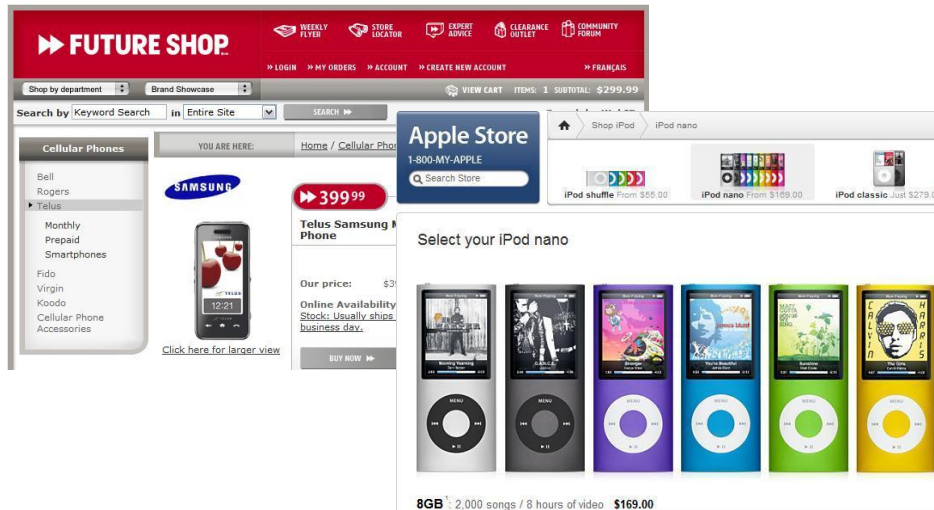 FUTURE SHOP
WEEKLY FLYER
STORE LOCATOR
EXPERT ADVICE
CLEARANCE OUTLET
COMMUNITY FORUM
» LOGIN » MY ORDERS » ACCOUNT » CREATE NEW ACCOUNT » FRANÇAIS
Shop by department Brand Showcase VIEW CART ITEMS: 1 SUBTOTAL: $299.99
Search by Keyword Search in Entire Site SEARCH
Cellular Phones
Bell
Rogers
Telus
Monthly
Prepaid
Smartphones
Fido
Virgin
Koodo
Cellular Phone
Accessories
YOU ARE HERE: Home / Cellular Pho
SAMSUNG
TELUS
12:21
Click here for larger view
399 99
Telus Samsung M
Phone
Our price: $39
Online Availability
Stock: Usually ships
business day.
BUY NOW
Apple Store
1-800-MY-APPLE
Search Store
Shop iPod iPod nano
iPod shuffle From $55.00
iPod nano From $169.00
iPod classic Just $279.0
Select your iPod nano
MENU
MENU
MENU
MENU
MENU
MENU
8GB 1: 2,000 songs / 8 hours of video $169.00